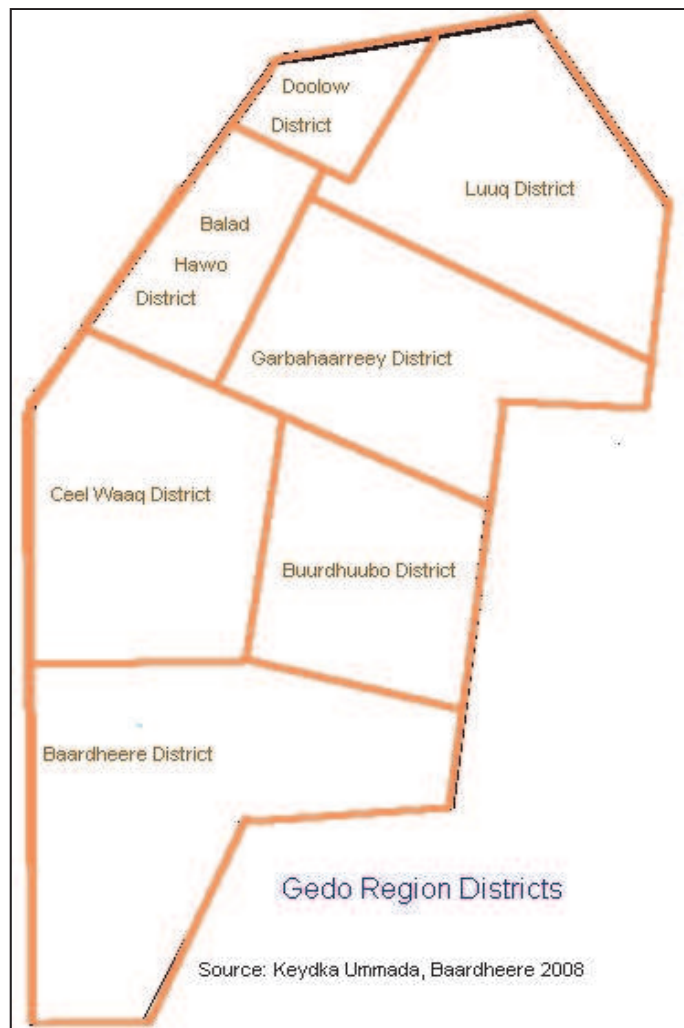 Doolow
District
Luuq District
Balad
Hawo
District
Garbahaarreey District
Ceel Waaq District
Buurdhuubo District
Baardheere District
Gedo Region Districts
Source: Keydka Ummada, Baardheere 2008